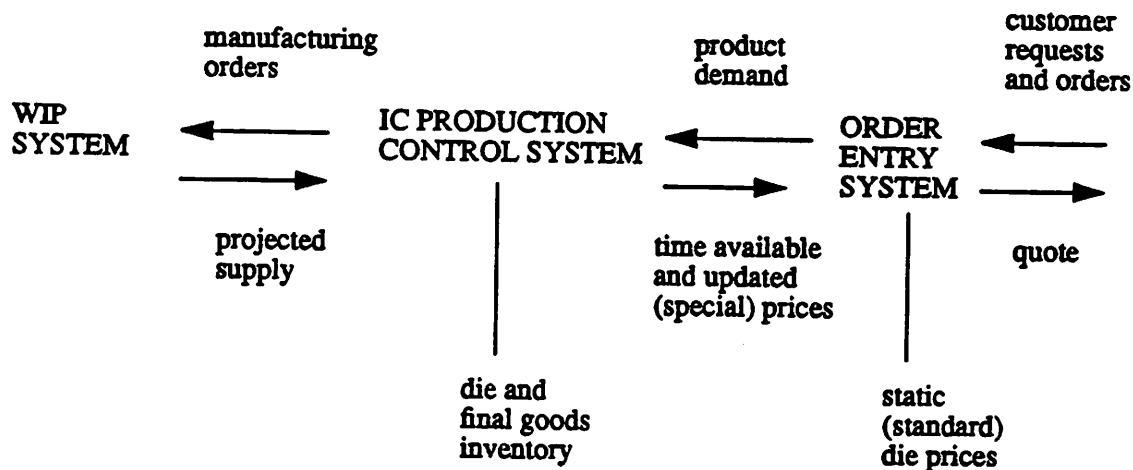 manufacturing
orders
product
demand
customer
requests
and orders
WIP
SYSTEM
IC PRODUCTION
CONTROL SYSTEM
ORDER
ENTRY
SYSTEM
projected
supply
time available
and updated
(special) prices
quote
die and
final goods
inventory
static
(standard)
die prices